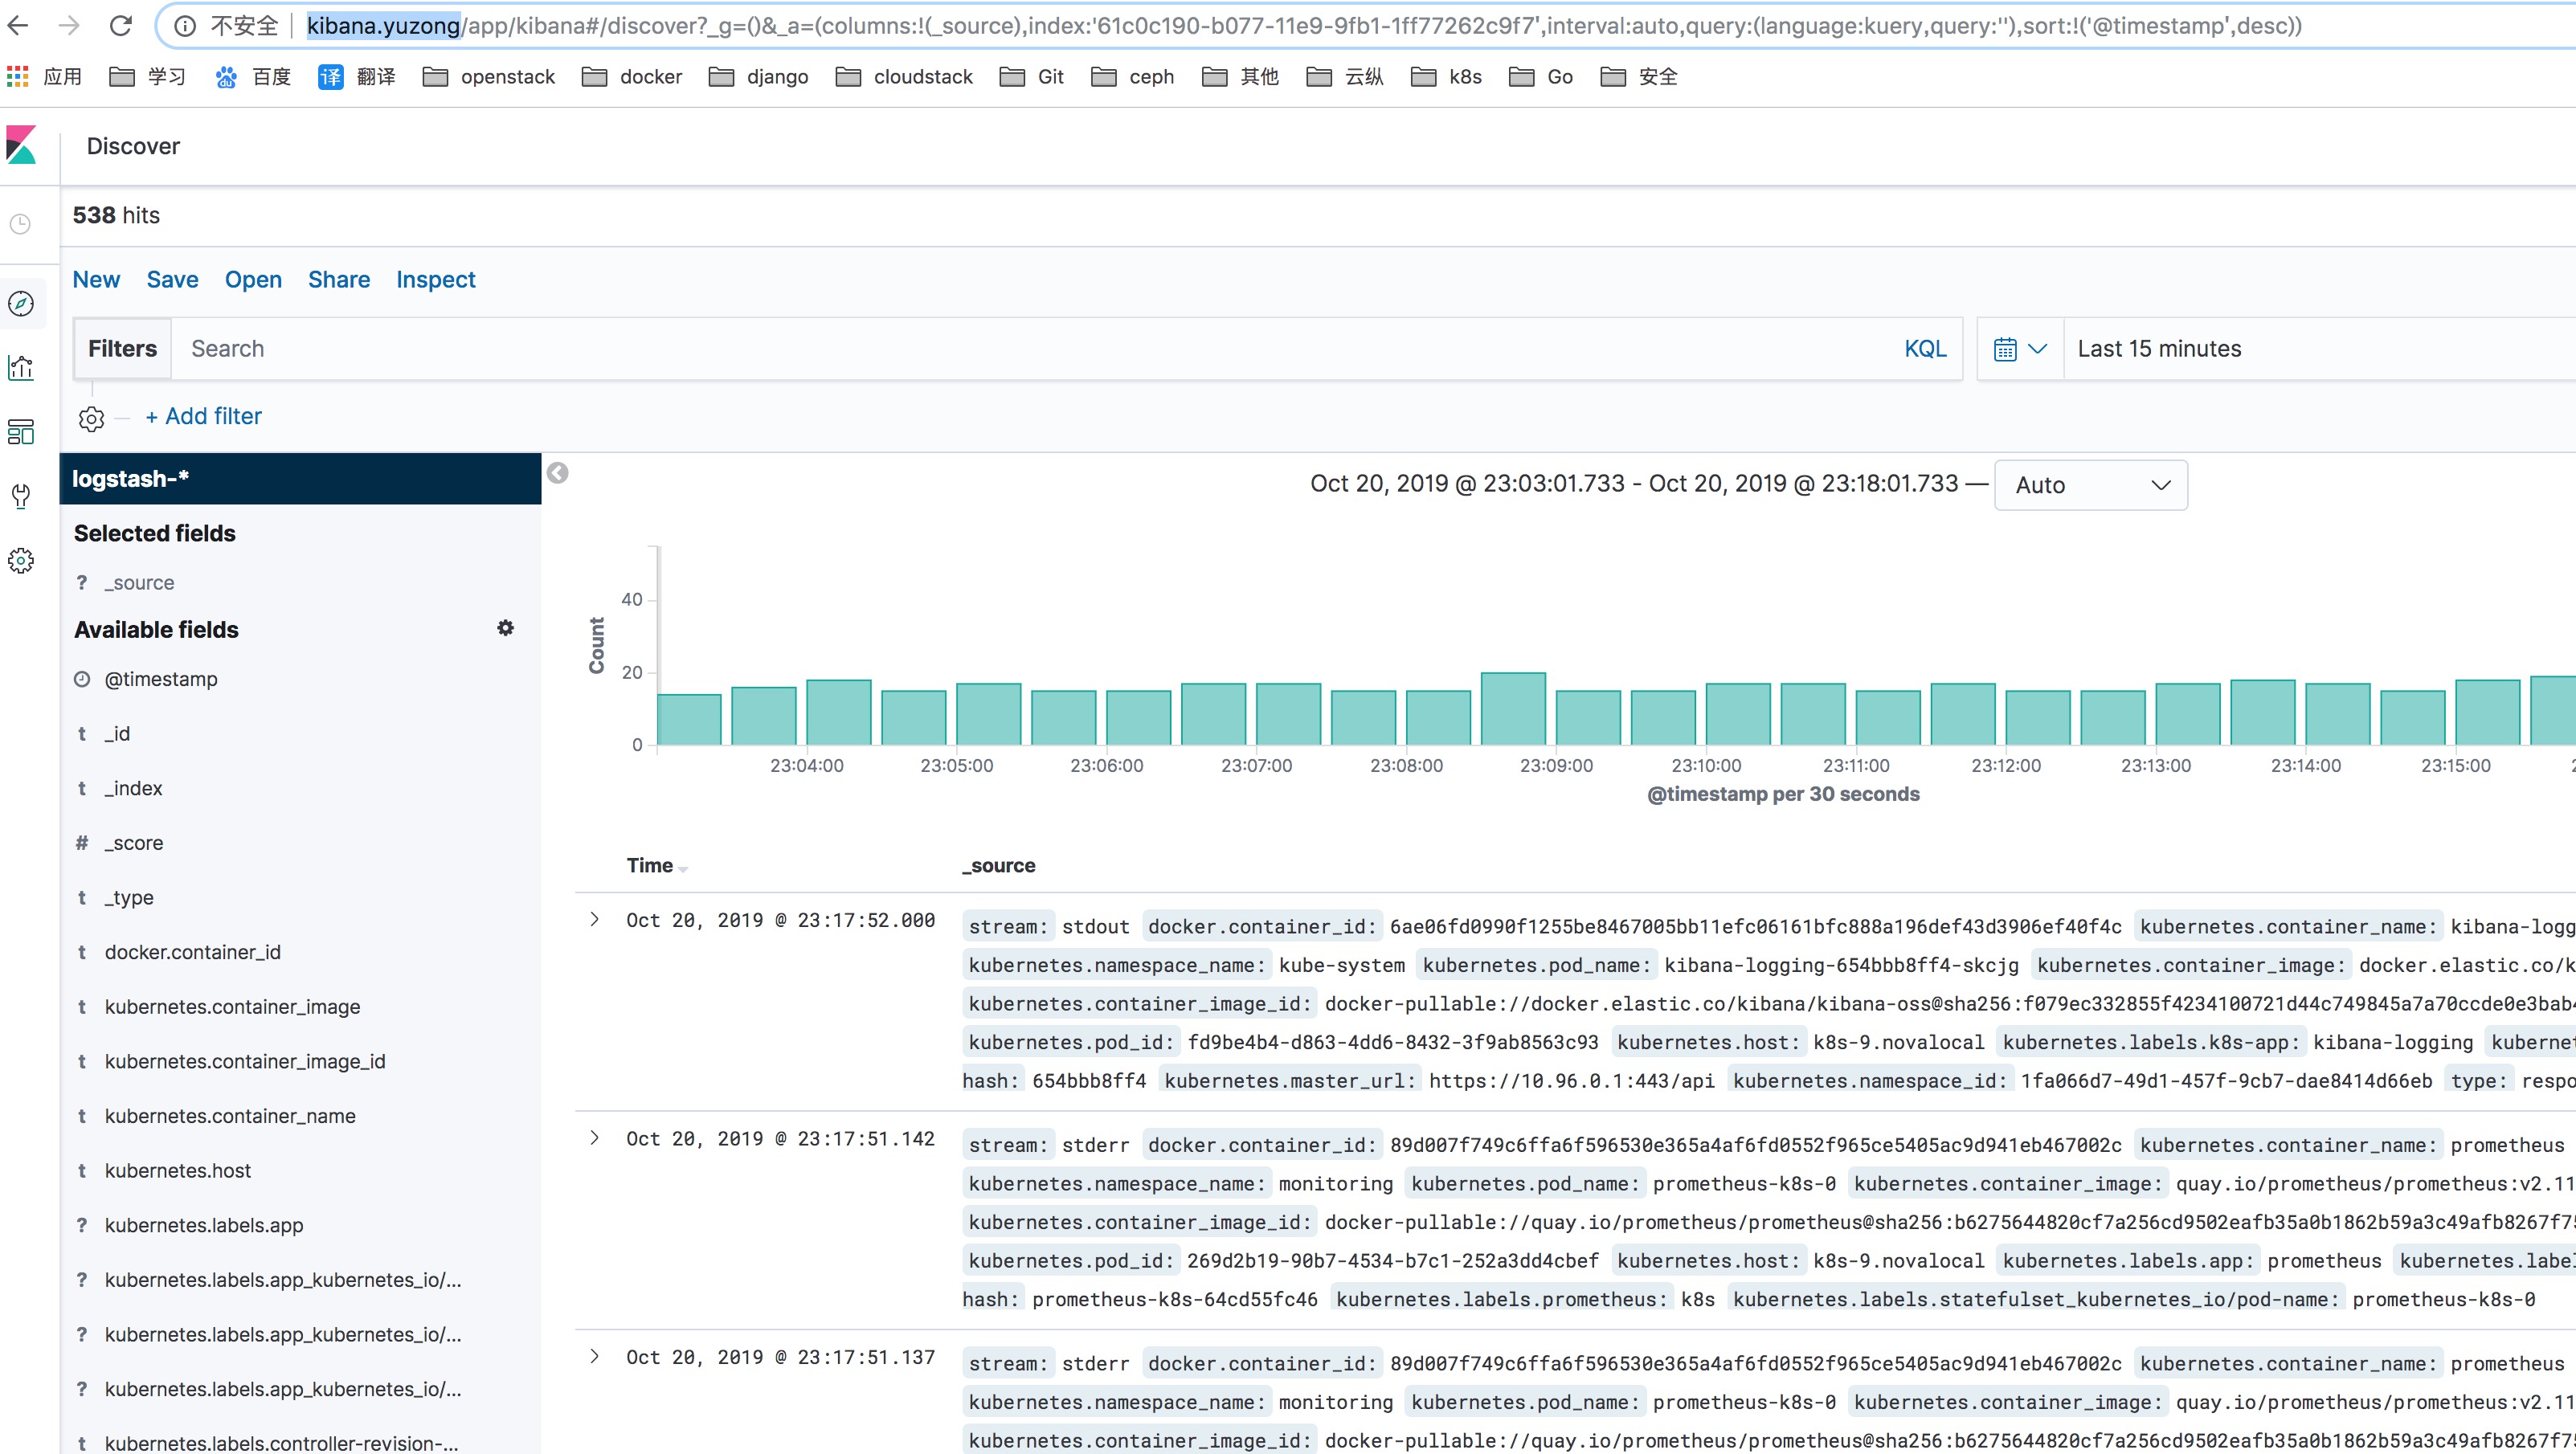 不安全 | kibana.yuzong/app/kibana#/discover?_g=()&_a=(columns:!(_source),index:'61c0c190-b077-11e9-9fb1-1ff77262c9f7',interval:auto,query:(language:kuery,query:''),sort:!('@timestamp',desc))
应用 学习 百度 译 翻译 openstack docker django cloudstack Git ceph 其他 云纵 k8s Go 安全
Discover
538 hits
New Save Open Share Inspect
Filters Search KQL Last 15 minutes
+ Add filter
logstash-*
Oct 20, 2019 @ 23:03:01.733 - Oct 20, 2019 @ 23:18:01.733 — Auto
Selected fields
? _source
Available fields
@timestamp
t _id
t _index
# _score
t _type
t docker.container_id
t kubernetes.container_image
t kubernetes.container_image_id
t kubernetes.container_name
t kubernetes.host
? kubernetes.labels.app
? kubernetes.labels.app_kubernetes_io/...
? kubernetes.labels.app_kubernetes_io/...
? kubernetes.labels.app_kubernetes_io/...
t kubernetes.labels.controller-revision-...
Count
40
20
0
23:04:00 23:05:00 23:06:00 23:07:00 23:08:00 23:09:00 23:10:00 23:11:00 23:12:00 23:13:00 23:14:00 23:15:00
@timestamp per 30 seconds
Time _source
Oct 20, 2019 @ 23:17:52.000 stream: stdout docker.container_id: 6ae06fd0990f1255be8467005bb11efc06161bfc888a196def43d3906ef40f4c kubernetes.container_name: kibana-logg
kubernetes.namespace_name: kube-system kubernetes.pod_name: kibana-logging-654bbb8ff4-skcjg kubernetes.container_image: docker.elastic.co/k
kubernetes.container_image_id: docker-pullable://docker.elastic.co/kibana/kibana-oss@sha256:f079ec332855f4234100721d44c749845a7a70ccde0e3bab4
kubernetes.pod_id: fd9be4b4-d863-4dd6-8432-3f9ab8563c93 kubernetes.host: k8s-9.novalocal kubernetes.labels.k8s-app: kibana-logging kubernet
hash: 654bbb8ff4 kubernetes.master_url: https://10.96.0.1:443/api kubernetes.namespace_id: 1fa066d7-49d1-457f-9cb7-dae8414d66eb type: respo
Oct 20, 2019 @ 23:17:51.142 stream: stderr docker.container_id: 89d007f749c6ffa6f596530e365a4af6fd0552f965ce5405ac9d941eb467002c kubernetes.container_name: prometheus
kubernetes.namespace_name: monitoring kubernetes.pod_name: prometheus-k8s-0 kubernetes.container_image: quay.io/prometheus/prometheus:v2.11
kubernetes.container_image_id: docker-pullable://quay.io/prometheus/prometheus@sha256:b6275644820cf7a256cd9502eafb35a0b1862b59a3c49afb8267f75
kubernetes.pod_id: 269d2b19-90b7-4534-b7c1-252a3dd4cbef kubernetes.host: k8s-9.novalocal kubernetes.labels.app: prometheus kubernetes.label
hash: prometheus-k8s-64cd55fc46 kubernetes.labels.prometheus: k8s kubernetes.labels.statefulset_kubernetes_io/pod-name: prometheus-k8s-0
Oct 20, 2019 @ 23:17:51.137 stream: stderr docker.container_id: 89d007f749c6ffa6f596530e365a4af6fd0552f965ce5405ac9d941eb467002c kubernetes.container_name: prometheus
kubernetes.namespace_name: monitoring kubernetes.pod_name: prometheus-k8s-0 kubernetes.container_image: quay.io/prometheus/prometheus:v2.11
kubernetes.container_image_id: docker-pullable://quay.io/prometheus/prometheus@sha256:b6275644820cf7a256cd9502eafb35a0b1862b59a3c49afb8267f75